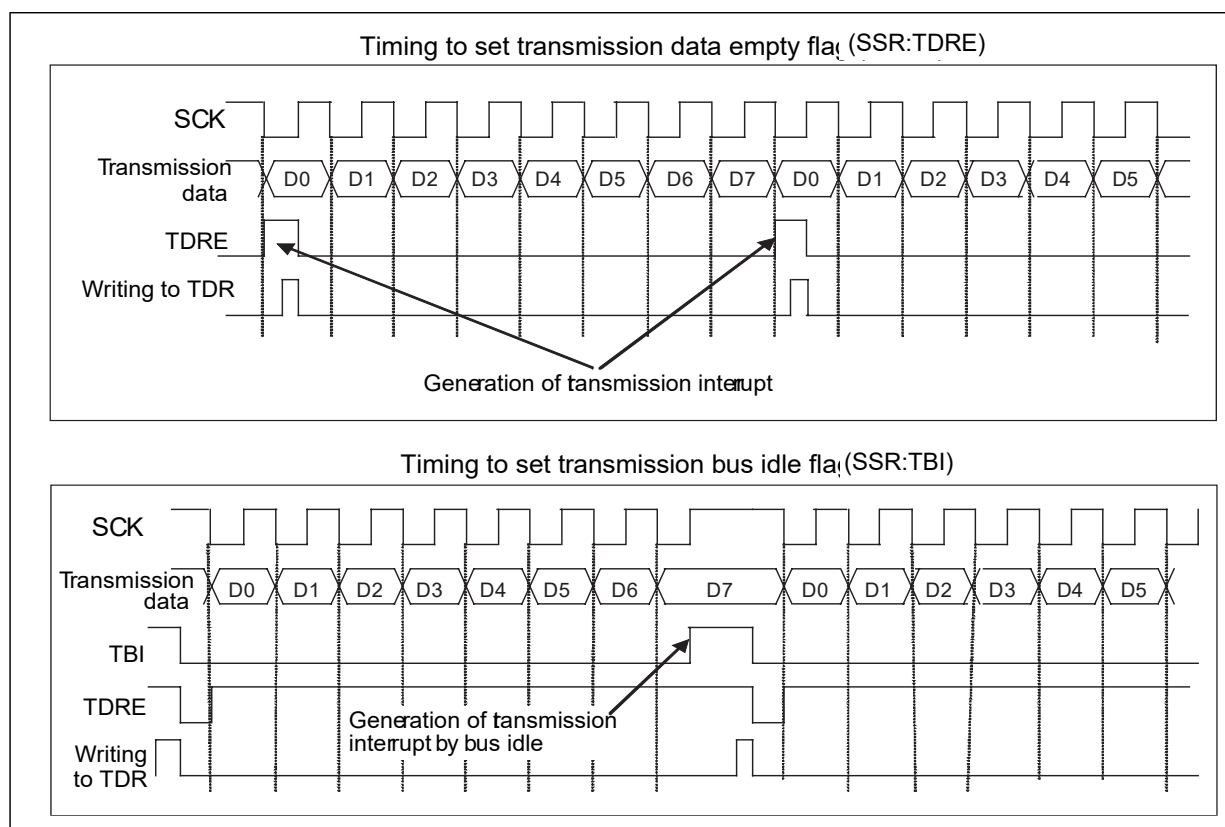 Timing to set transmission data empty flag (SSR:TDRE)
SCK
Transmission
data
D0 D1 D2 D3 D4 D5 D6 D7 D0 D1 D2 D3 D4 D5
TDRE
Writing to TDR
Generation of tansmission interupt
Timing to set transmission bus idle flag (SSR:TBI)
SCK
Transmission
data
D0 D1 D2 D3 D4 D5 D6 D7 D0 D1 D2 D3 D4 D5
TBI
TDRE
Generation of tansmission
interrupt by bus idle
Writing
to TDR